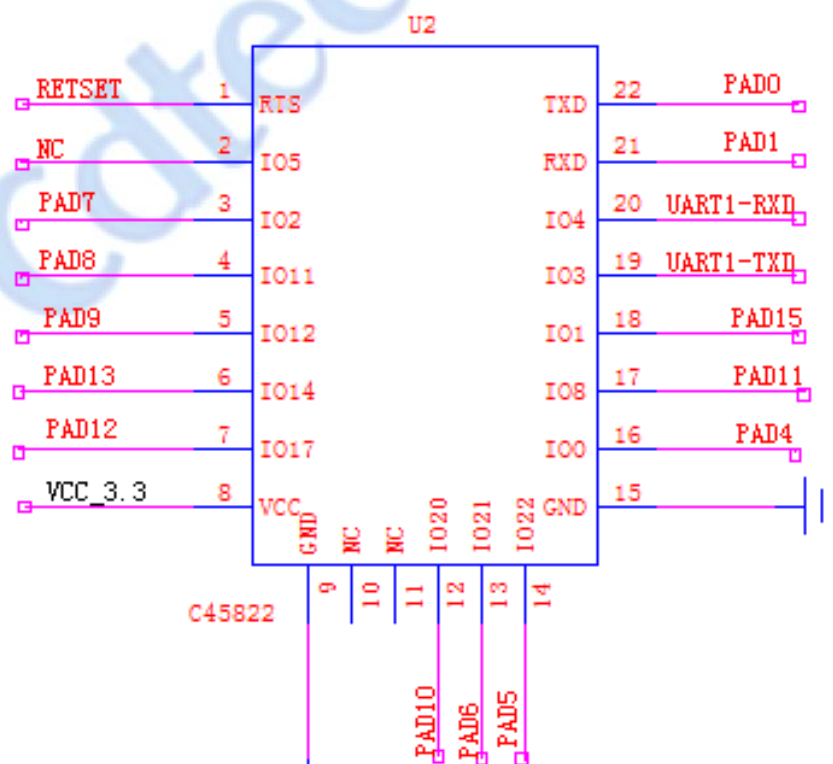 Cdtec
U2
RETSET 1 RTS TXD 22 PAD0
NC 2 IO5 RXD 21 PAD1
PAD7 3 IO2 IO4 20 UART1-RXD
PAD8 4 IO11 IO3 19 UART1-TXD
PAD9 5 IO12 IO1 18 PAD15
PAD13 6 IO14 IO8 17 PAD11
PAD12 7 IO17 IO0 16 PAD4
VCC_3.3 8 VCC GND 15
GND NC NC IO20 IO21 IO22
9 10 11 12 13 14
C45822
PAD10 PAD6 PAD5